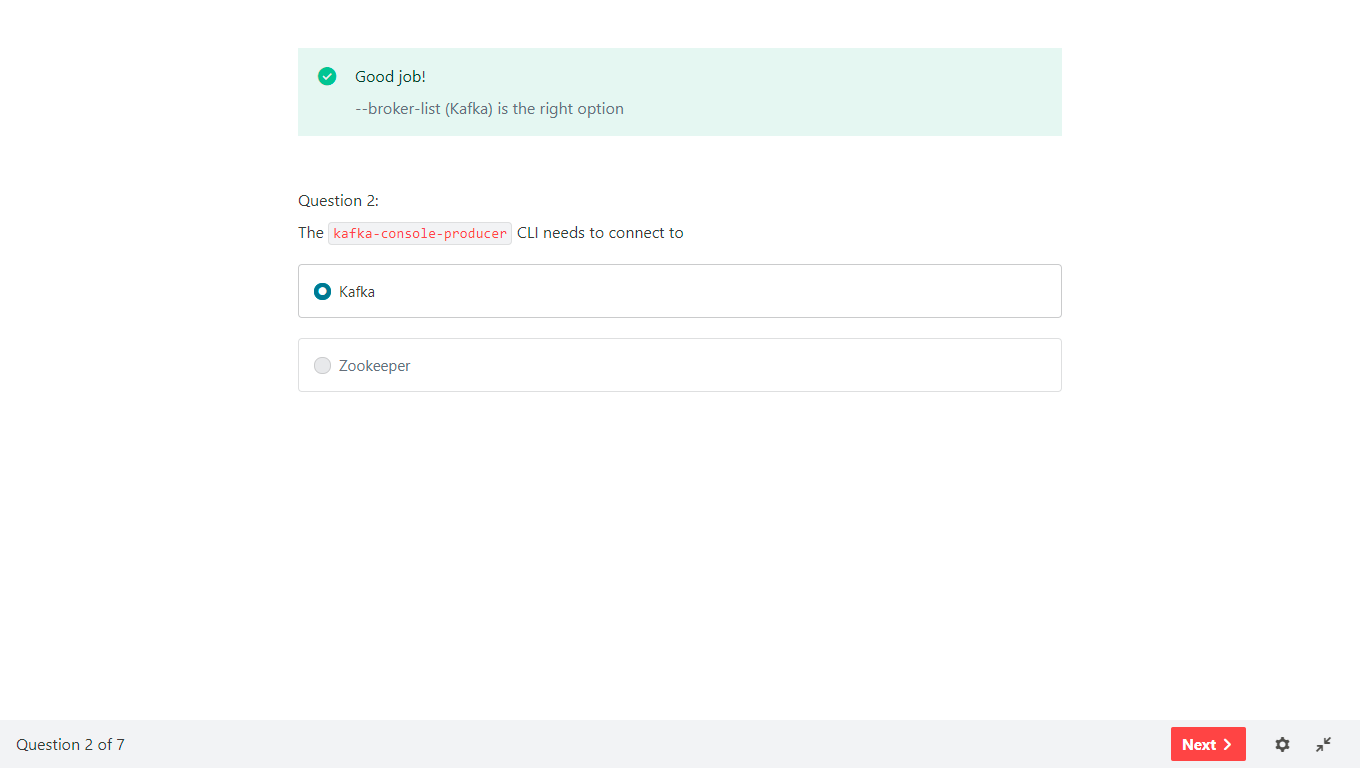 Good job!
--broker-list (Kafka) is the right option
Question 2:
The kafka-console-producer CLI needs to connect to
Kafka
Zookeeper
Question 2 of 7
Next